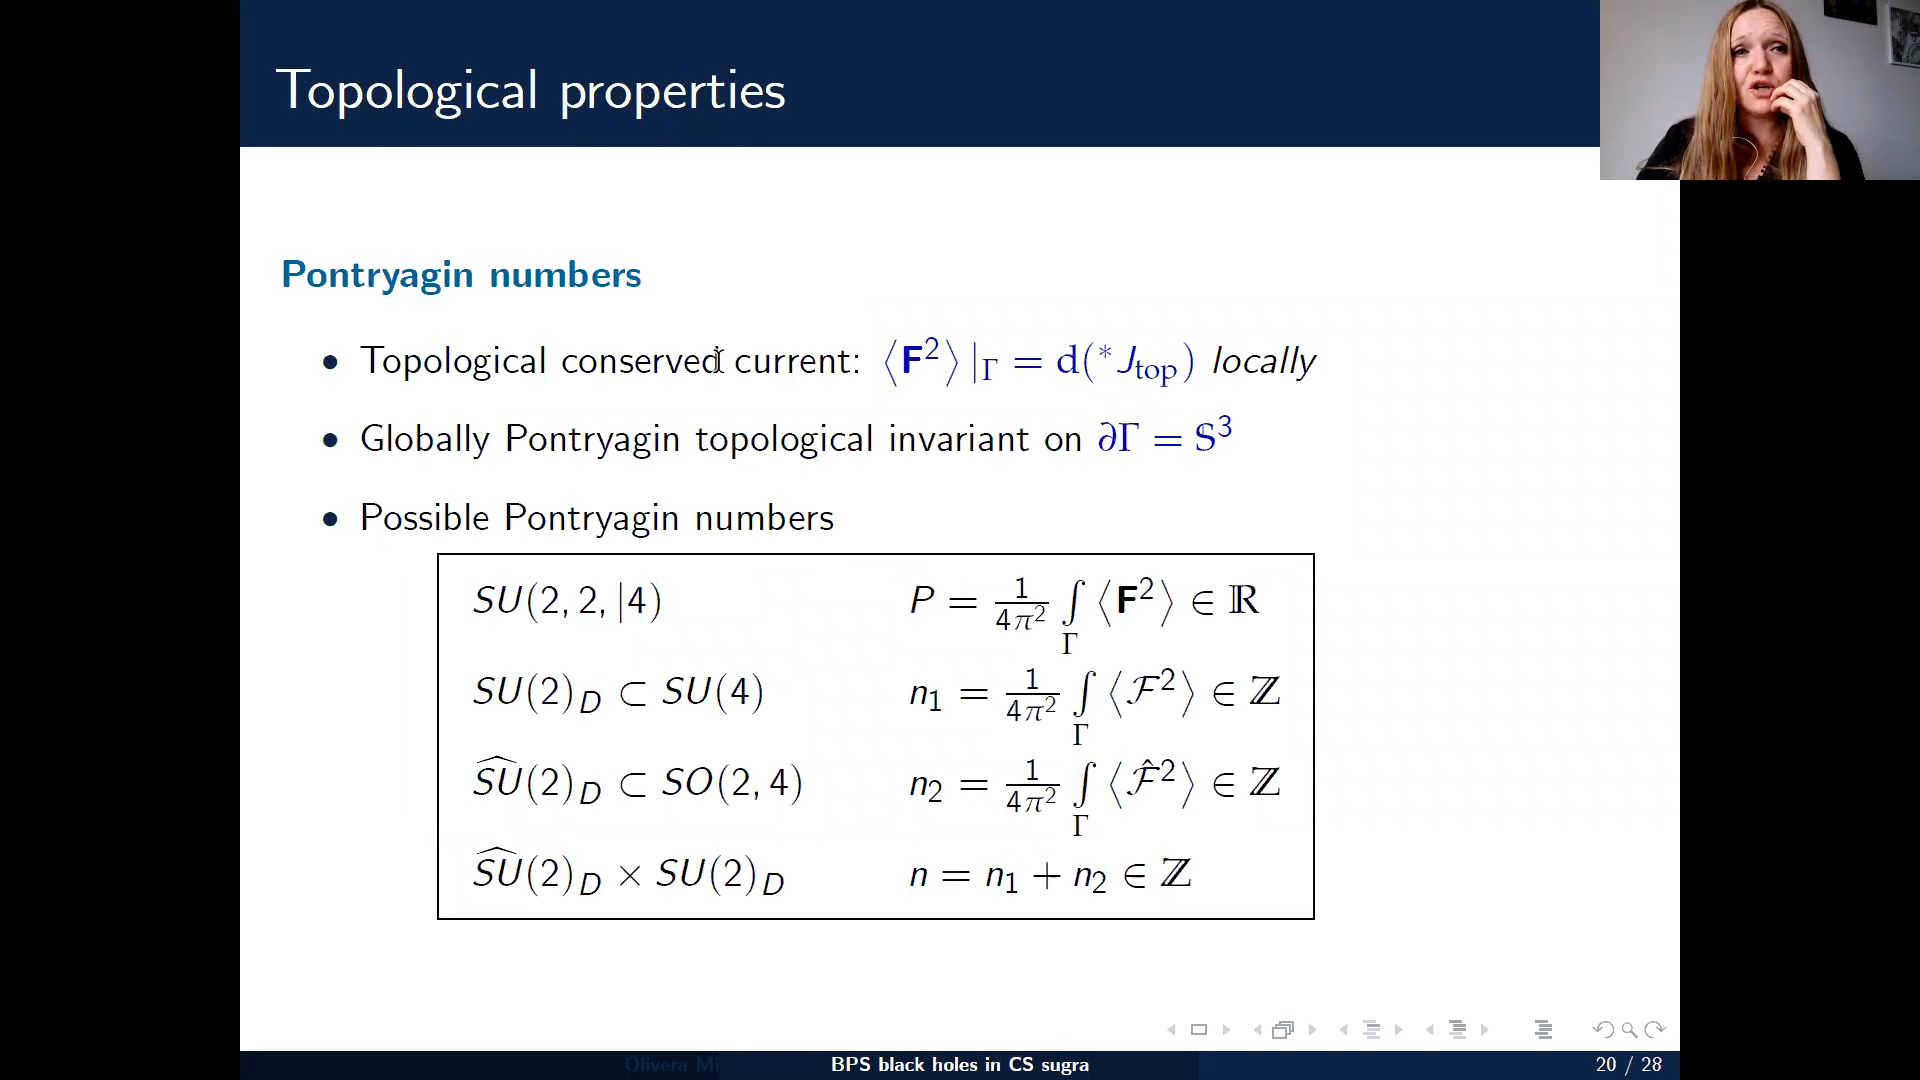 Topological properties
Pontryagin numbers
• Topological conserved current: ⟨F²⟩|_Γ = d(*J_top) locally
• Globally Pontryagin topological invariant on ∂Γ = S³
• Possible Pontryagin numbers
SU(2, 2, |4) P = 1/4π² ∫_Γ ⟨F²⟩ ∈ ℝ
SU(2)_D ⊂ SU(4) n₁ = 1/4π² ∫_Γ ⟨ℱ²⟩ ∈ ℤ
\widehat{SU}(2)_D ⊂ SO(2, 4) n₂ = 1/4π² ∫_Γ ⟨\hat{ℱ}²⟩ ∈ ℤ
\widehat{SU}(2)_D × SU(2)_D n = n₁ + n₂ ∈ ℤ
Olivera Mi BPS black holes in CS sugra 20 / 28